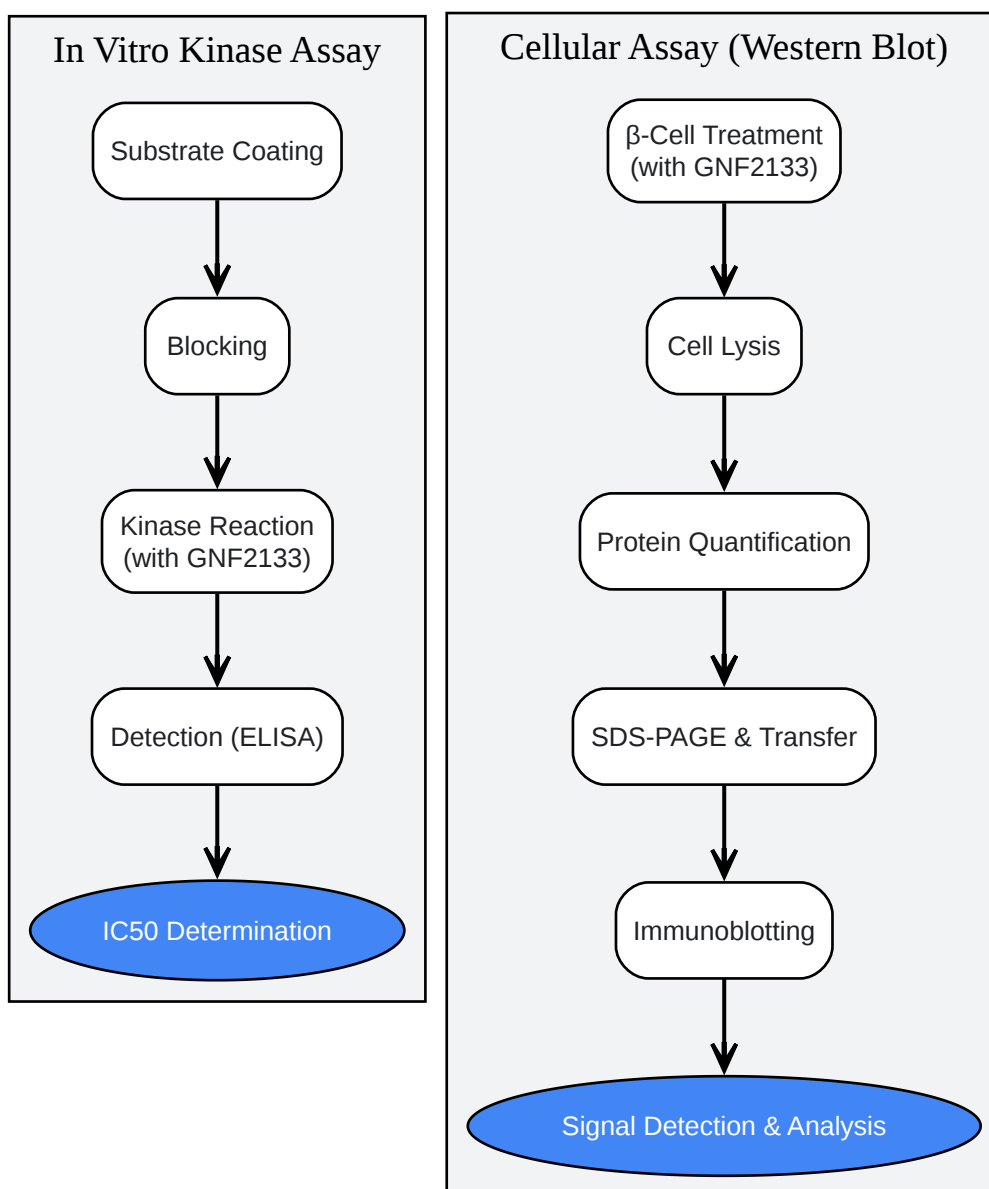 In Vitro Kinase Assay
Substrate Coating
Blocking
Kinase Reaction
(with GNF2133)
Detection (ELISA)
IC50 Determination
Cellular Assay (Western Blot)
β-Cell Treatment
(with GNF2133)
Cell Lysis
Protein Quantification
SDS-PAGE & Transfer
Immunoblotting
Signal Detection & Analysis